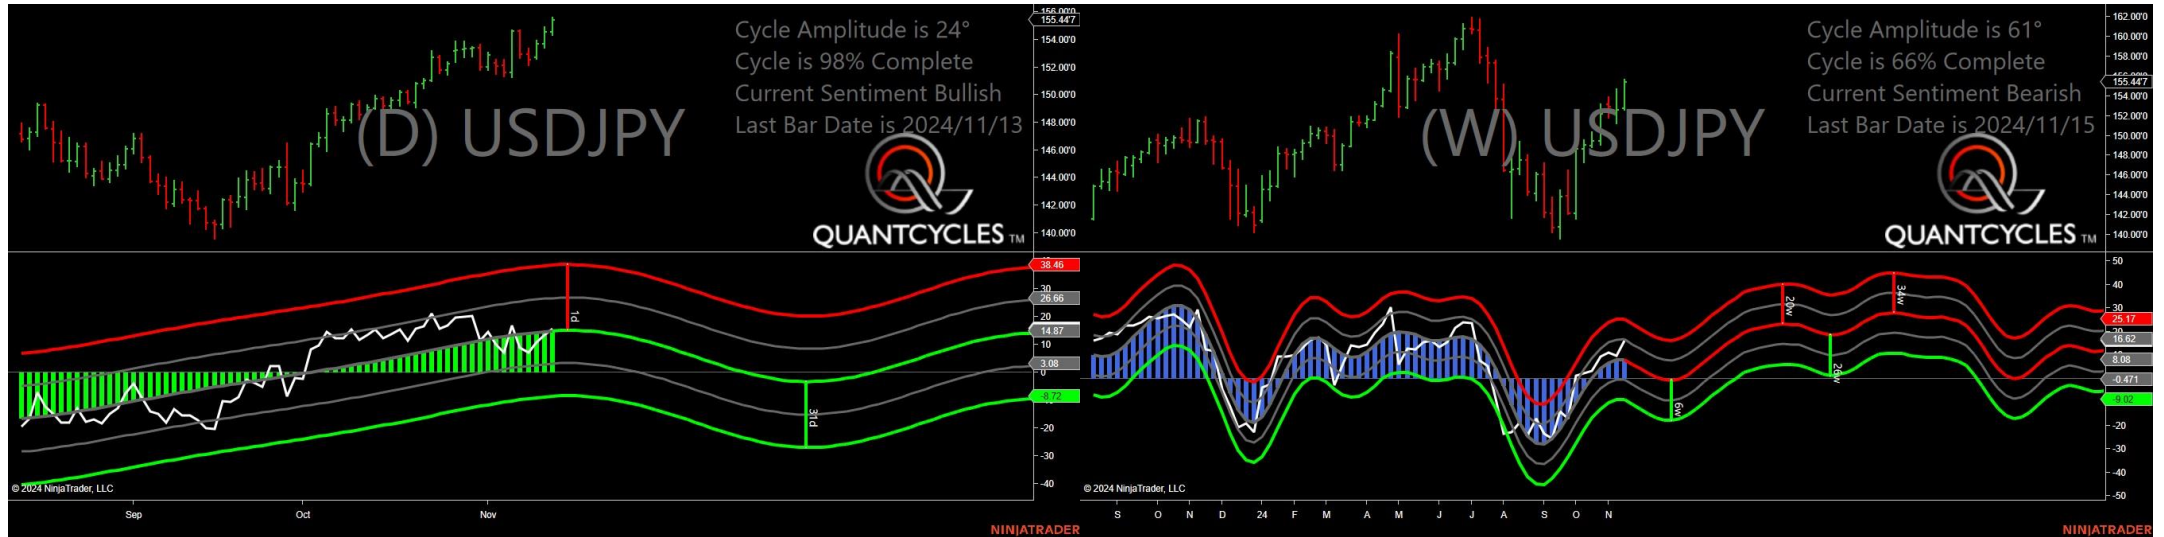 Cycle Amplitude is 24°
Cycle is 98% Complete
Current Sentiment Bullish
Last Bar Date is 2024/11/13
(D) USDJPY
QUANTCYCLES TM
156.00'0
155.44'7
154.00'0
152.00'0
150.00'0
148.00'0
146.00'0
144.00'0
142.00'0
140.00'0
38.46
30
26.66
20
14.87
10
3.08
0
-8.72
-20
-30
-40
1d
31d
© 2024 NinjaTrader, LLC
Sep Oct Nov
NINJATRADER
Cycle Amplitude is 61°
Cycle is 66% Complete
Current Sentiment Bearish
Last Bar Date is 2024/11/15
(W) USDJPY
QUANTCYCLES TM
162.00'0
160.00'0
158.00'0
155.44'7
154.00'0
152.00'0
150.00'0
148.00'0
146.00'0
144.00'0
142.00'0
140.00'0
50
40
30
25.17
16.62
8.08
-0.471
-9.02
-20
-30
-40
-50
20w
34w
26w
6w
© 2024 NinjaTrader, LLC
S O N D 24 F M A M J J A S O N
NINJATRADER